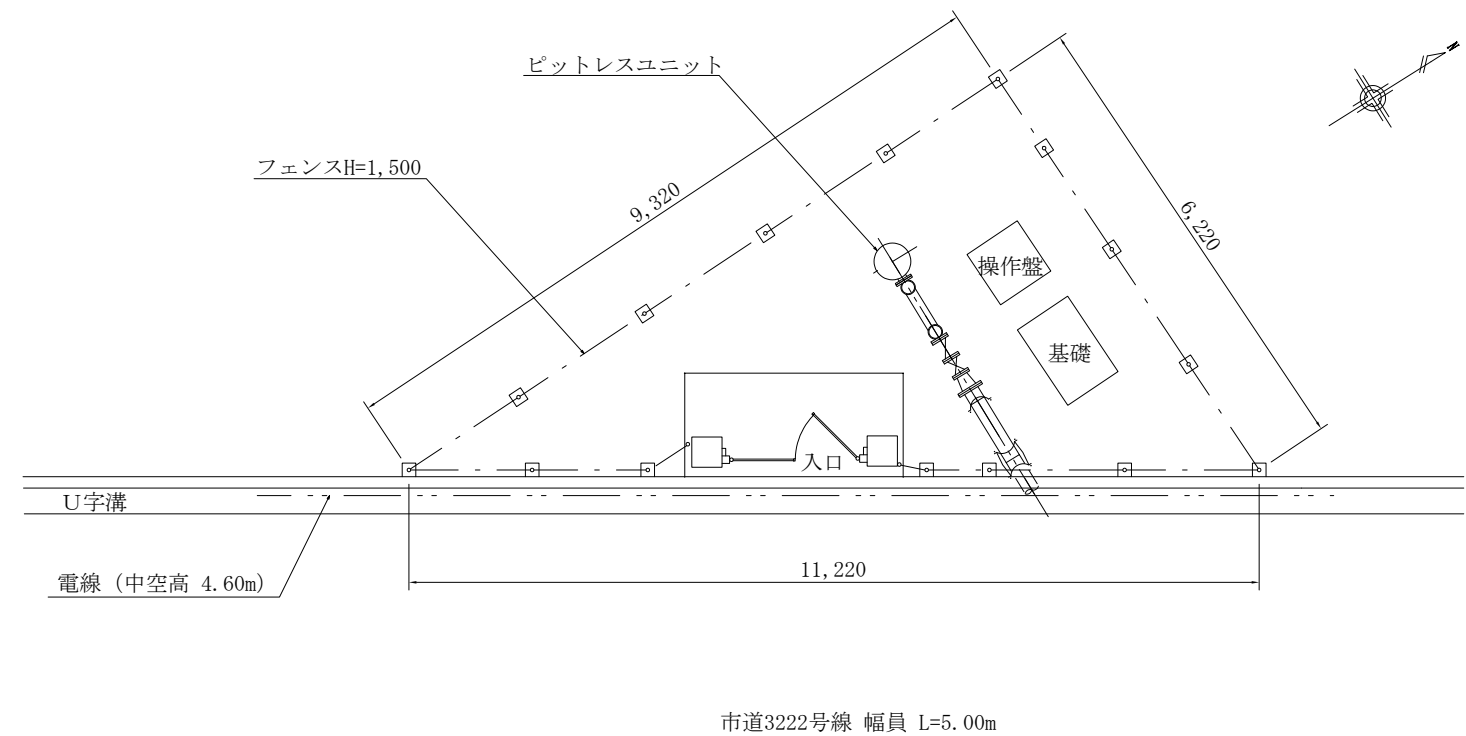 ピットレスユニット
N
フェンスH=1,500
9,320
6,220
操作盤
基礎
入口
U字溝
電線 (中空高 4.60m)
11,220
市道3222号線 幅員 L=5.00m